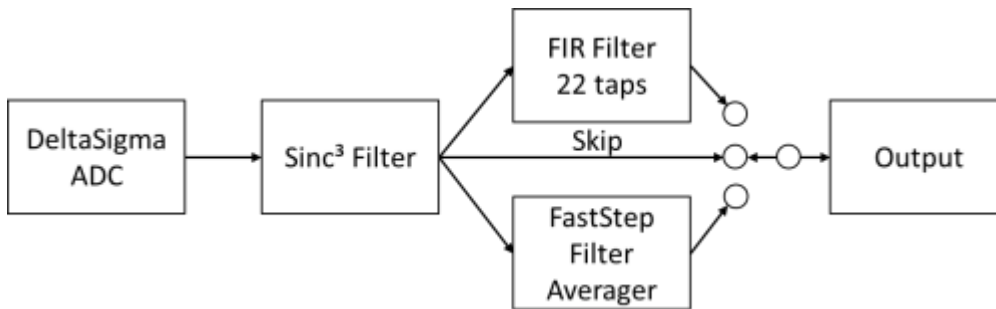 DeltaSigma
ADC
Sinc³ Filter
FIR Filter
22 taps
Skip
FastStep
Filter
Averager
Output